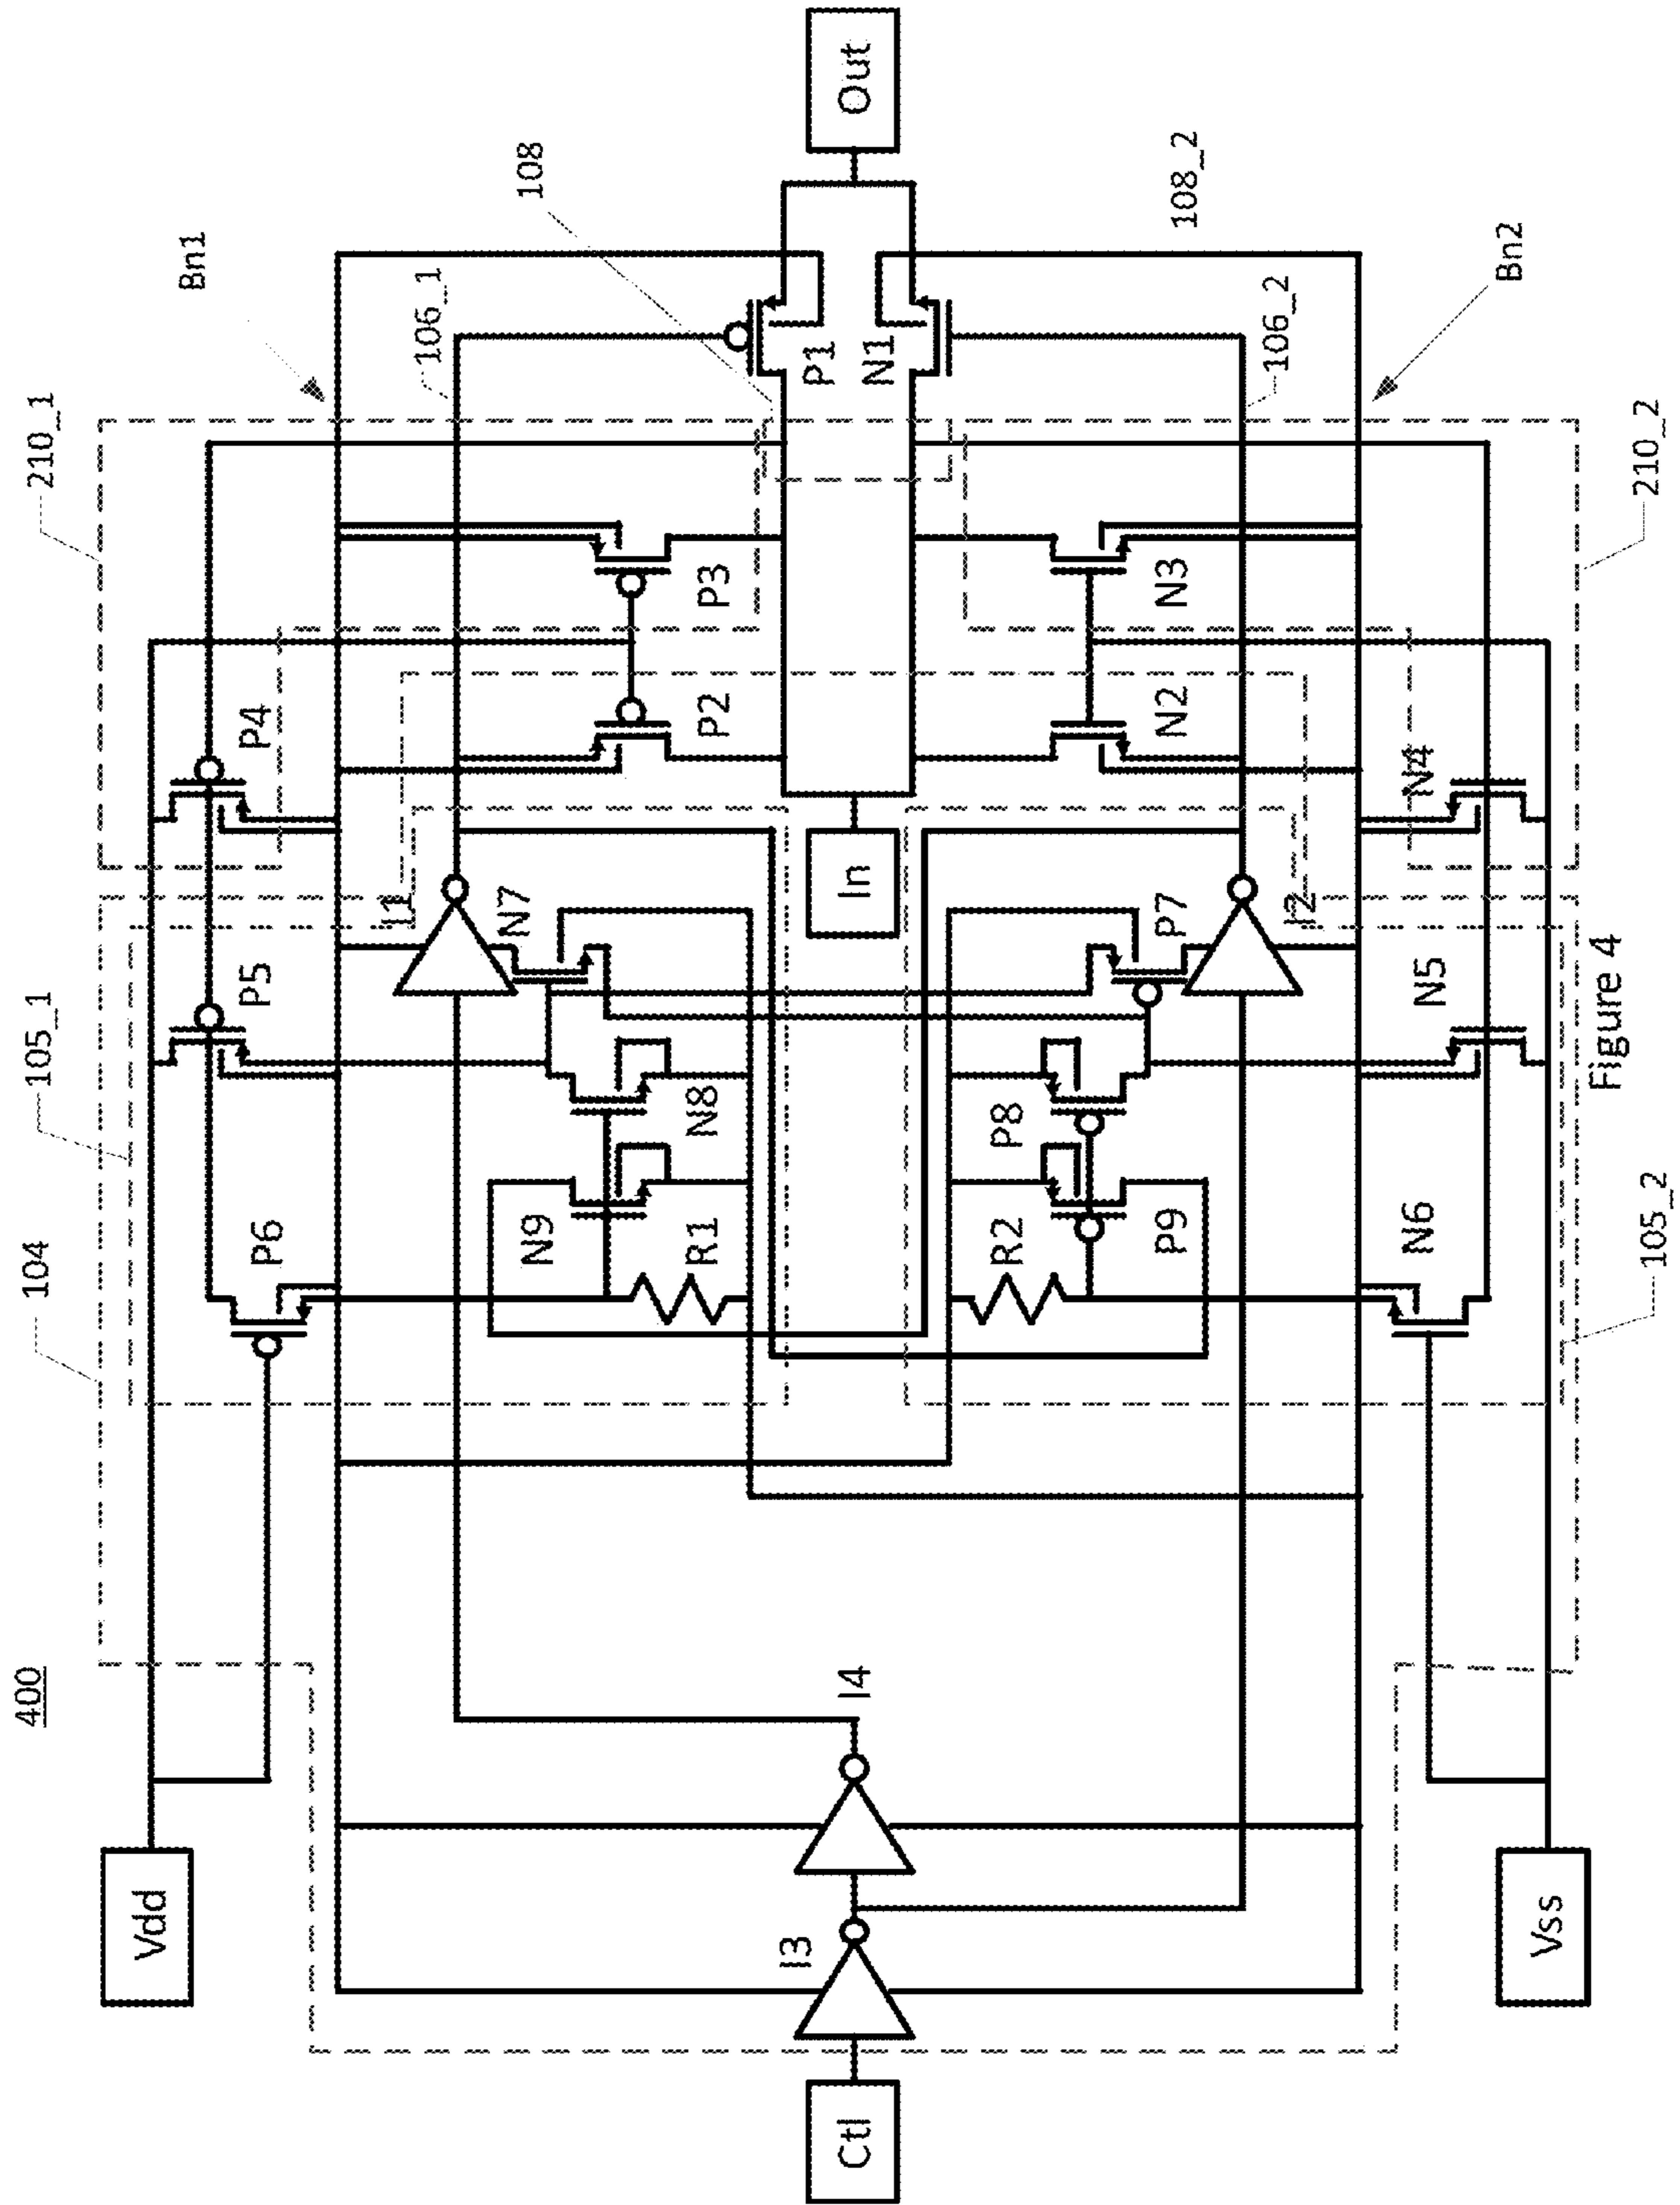 400
104
105_1
210_1
Bn1
106_1
108
Vdd
P6
P5
P4
I1
N7
N9
N8
R1
P2
P3
P1
Ctl
I3
I4
In
Out
N1
R2
P8
P9
P7
I2
N2
N3
N6
N5
N4
106_2
108_2
Bn2
Vss
105_2
210_2
Figure 4